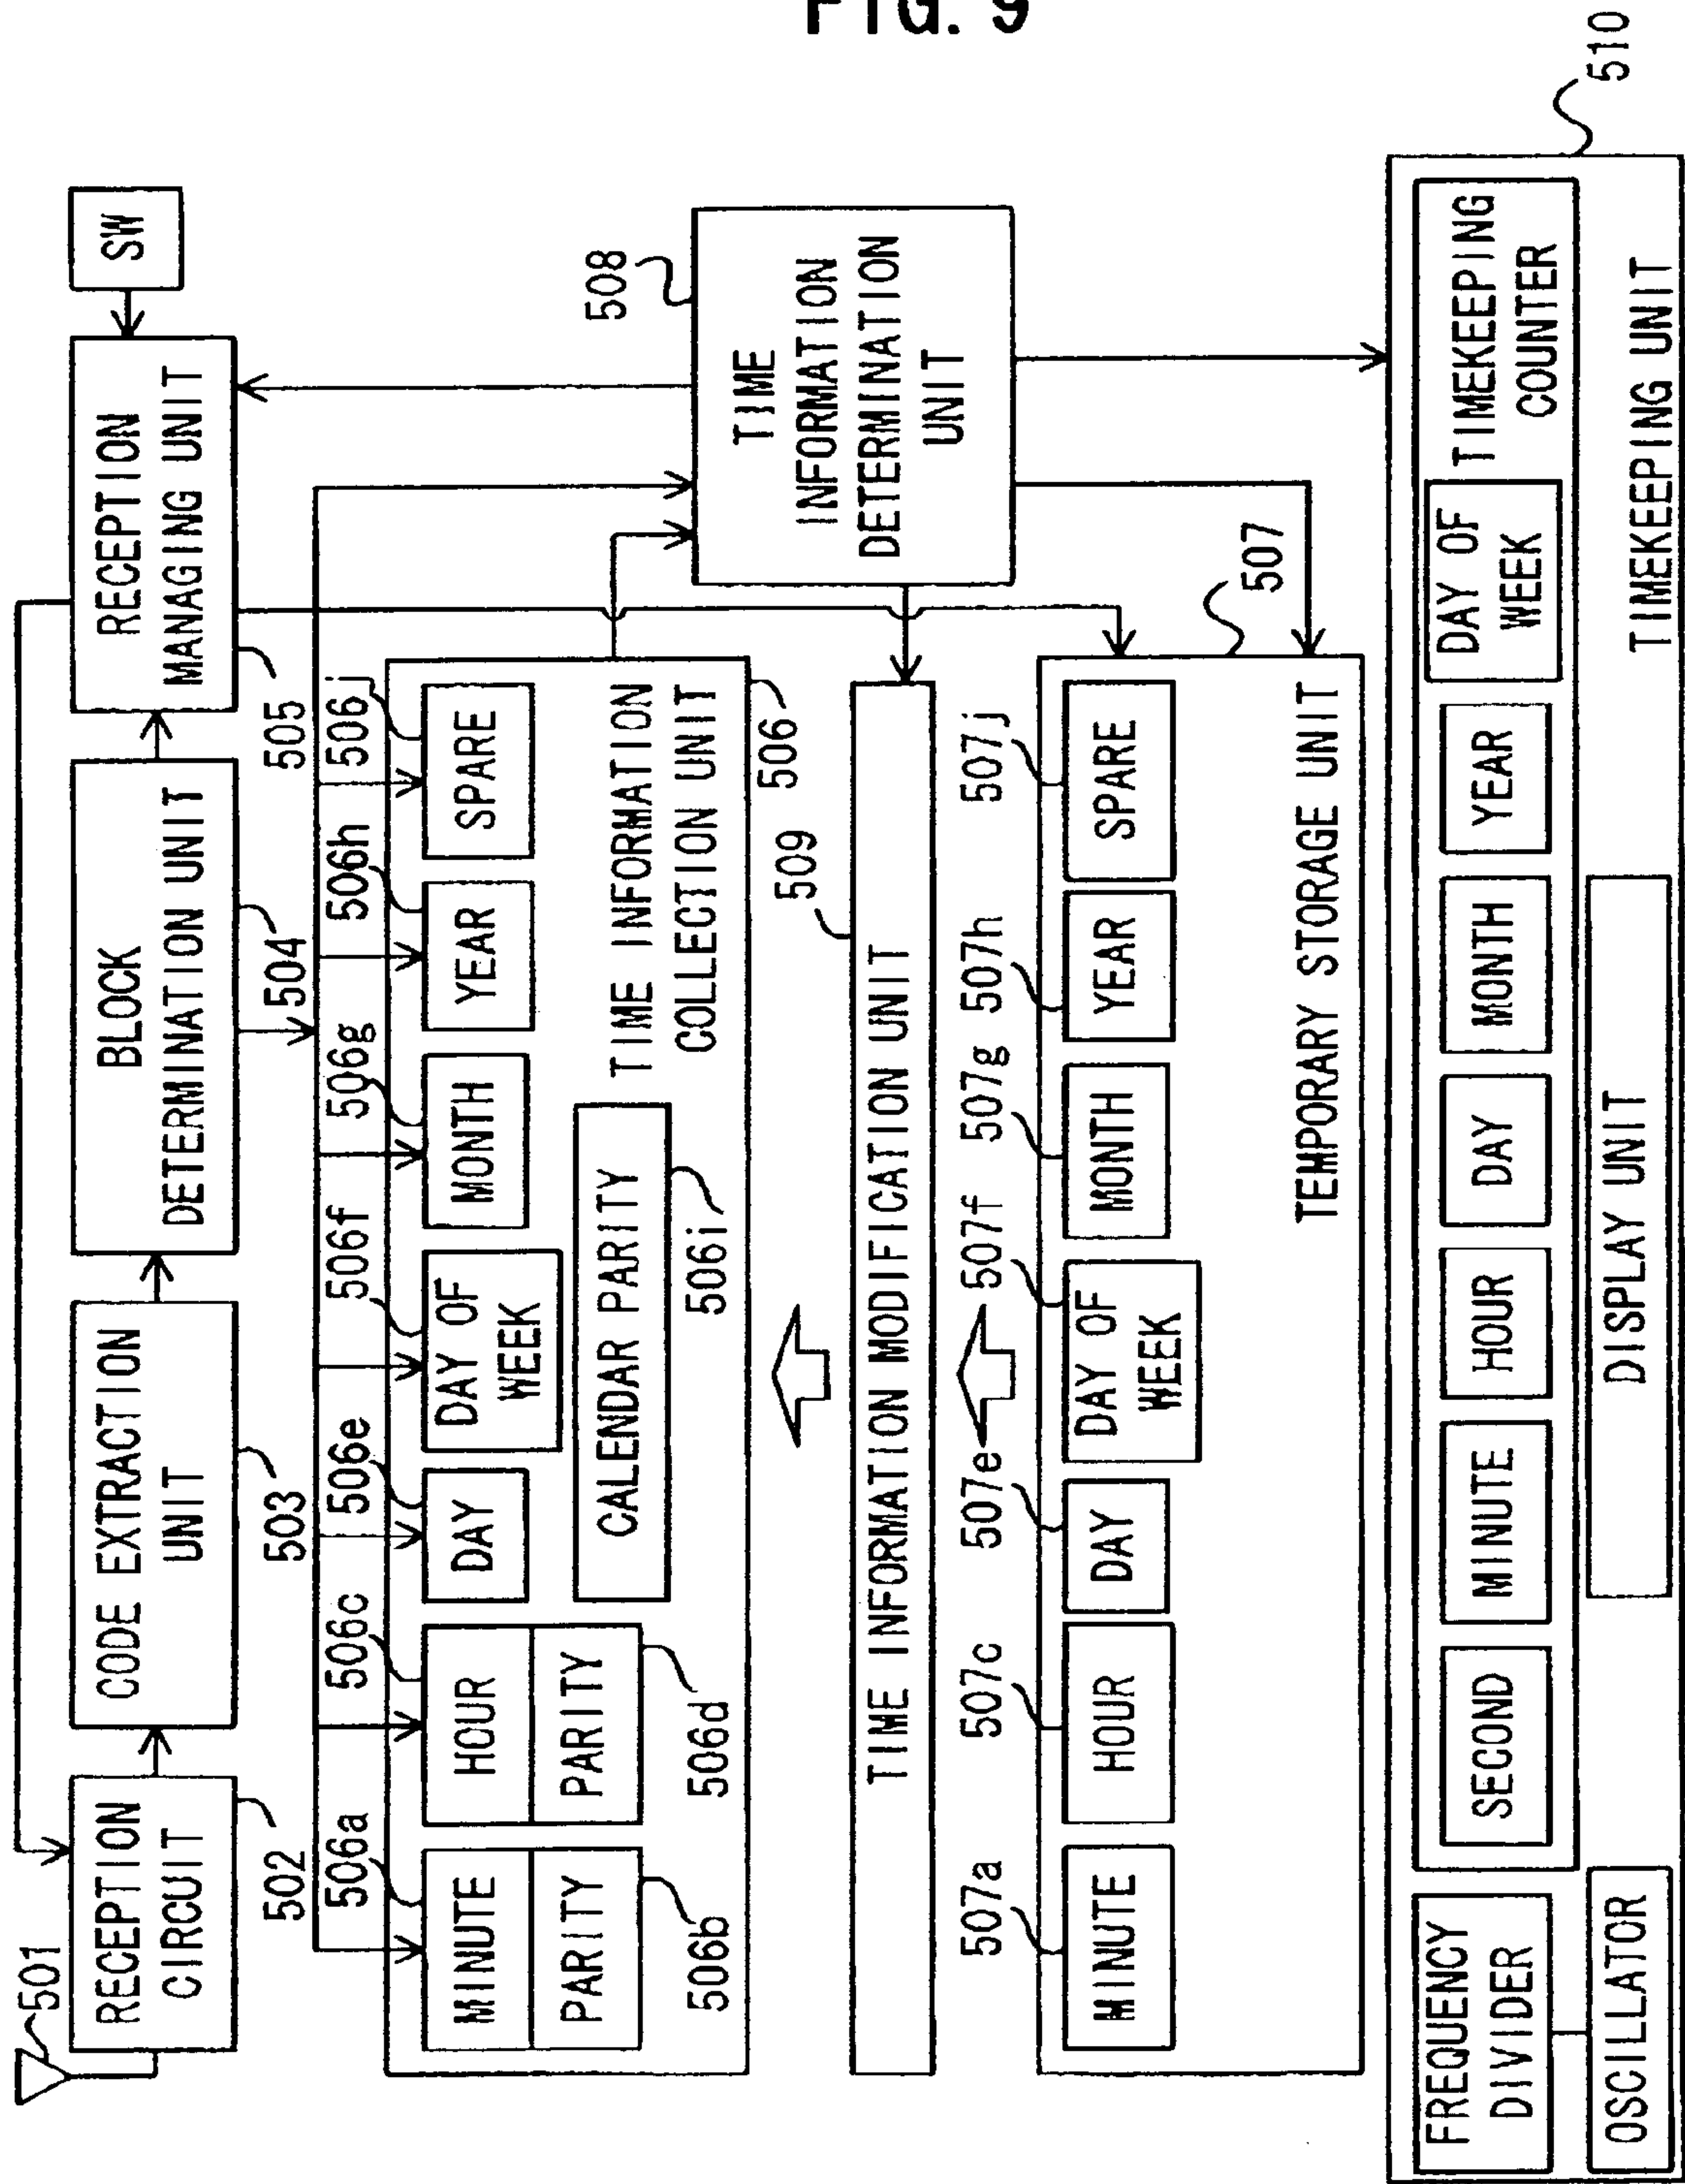 FIG. 9
501
RECEPTION
CIRCUIT
502
CODE EXTRACTION
UNIT
503
BLOCK
DETERMINATION UNIT
504
RECEPTION
MANAGING UNIT
505
SW
506a
506c
506e
506f
506g
506h
506j
MINUTE
PARITY
506b
HOUR
PARITY
506d
DAY
DAY OF
WEEK
MONTH
YEAR
SPARE
CALENDAR PARITY
506i
TIME INFORMATION
COLLECTION UNIT
506
508
TIME
INFORMATION
DETERMINATION
UNIT
509
TIME INFORMATION MODIFICATION UNIT
507a
507c
507e
507f
507g
507h
507j
507
MINUTE
HOUR
DAY
DAY OF
WEEK
MONTH
YEAR
SPARE
TEMPORARY STORAGE UNIT
510
FREQUENCY
DIVIDER
OSCILLATOR
SECOND
MINUTE
HOUR
DAY
MONTH
YEAR
DAY OF
WEEK
TIMEKEEPING
COUNTER
DISPLAY UNIT
TIMEKEEPING UNIT